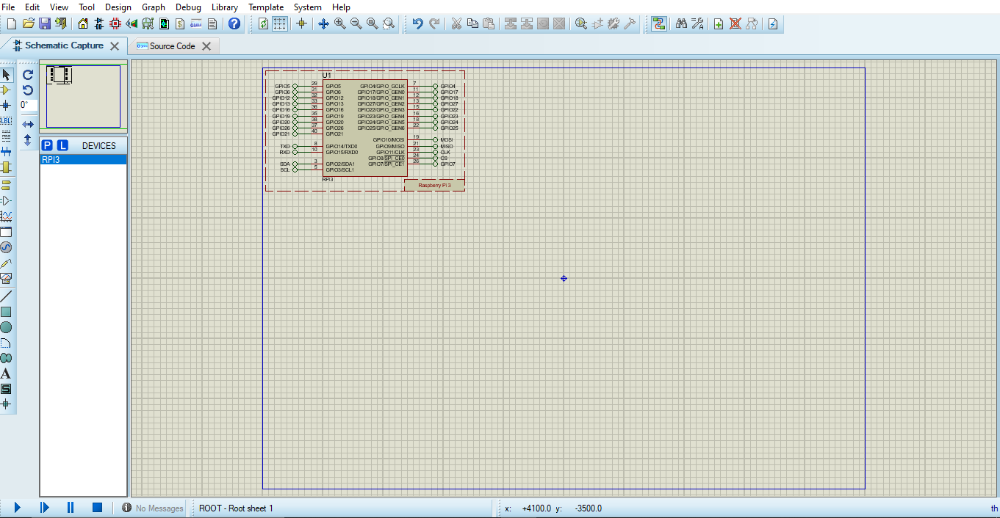 File Edit View Tool Design Graph Debug Library Template System Help
Schematic Capture Source Code
0°
LBL
P L DEVICES
RPI3
U1
GPIO5 29 GPIO5 GPIO4/GPIO_GCLK 7 GPIO4
GPIO6 31 GPIO6 GPIO17/GPIO_GEN0 11 GPIO17
GPIO12 32 GPIO12 GPIO18/GPIO_GEN1 12 GPIO18
GPIO13 33 GPIO13 GPIO27/GPIO_GEN2 13 GPIO27
GPIO16 36 GPIO16 GPIO22/GPIO_GEN3 15 GPIO22
GPIO19 35 GPIO19 GPIO23/GPIO_GEN4 16 GPIO23
GPIO20 38 GPIO20 GPIO24/GPIO_GEN5 18 GPIO24
GPIO26 37 GPIO26 GPIO25/GPIO_GEN6 22 GPIO25
GPIO21 40 GPIO21
GPIO10/MOSI 19 MOSI
TXD 8 GPIO14/TXD0 GPIO9/MISO 21 MISO
RXD 10 GPIO15/RXD0 GPIO11/CLK 23 CLK
GPIO8/SPI_CE0 24 CS
SDA 3 GPIO2/SDA1 GPIO7/SPI_CE1 26 GPIO7
SCL 5 GPIO3/SCL1
RPI3
Raspberry Pi 3
A
S
No Messages ROOT - Root sheet 1 x: +4100.0 y: -3500.0 th